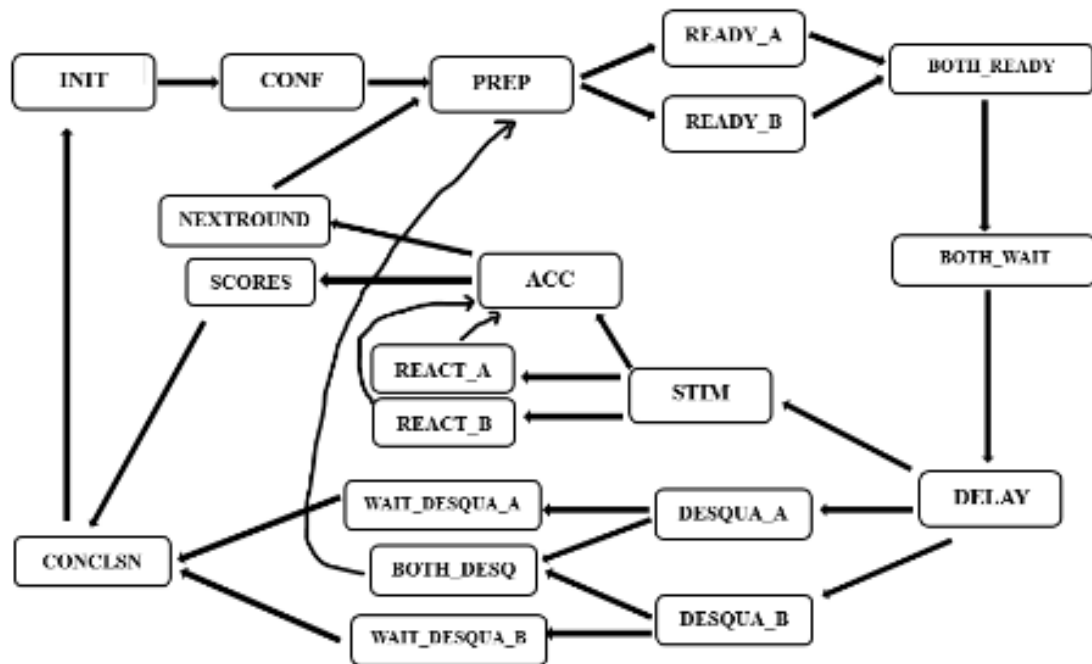 READY_A
INIT
CONF
PREP
BOTH_READY
READY_B
NEXTROUND
BOTH_WAIT
SCORES
ACC
REACT_A
STIM
REACT_B
WAIT_DESQUA_A
DESQUA_A
DELAY
CONCLSN
BOTH_DESQ
DESQUA_B
WAIT_DESQUA_B